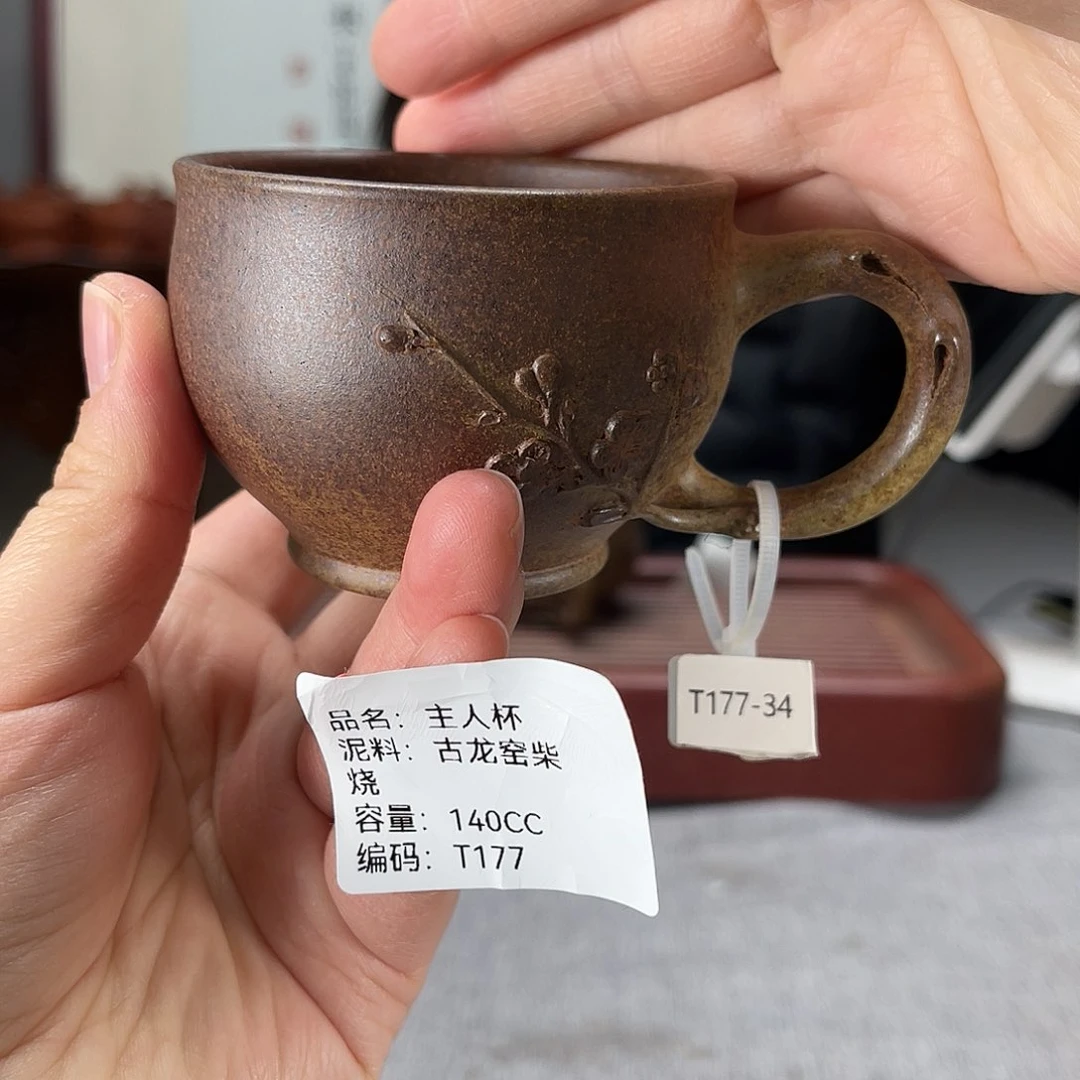 品名：主人杯
泥料：古龙窑柴
烧
容量：140CC
编码：T177
T177-34